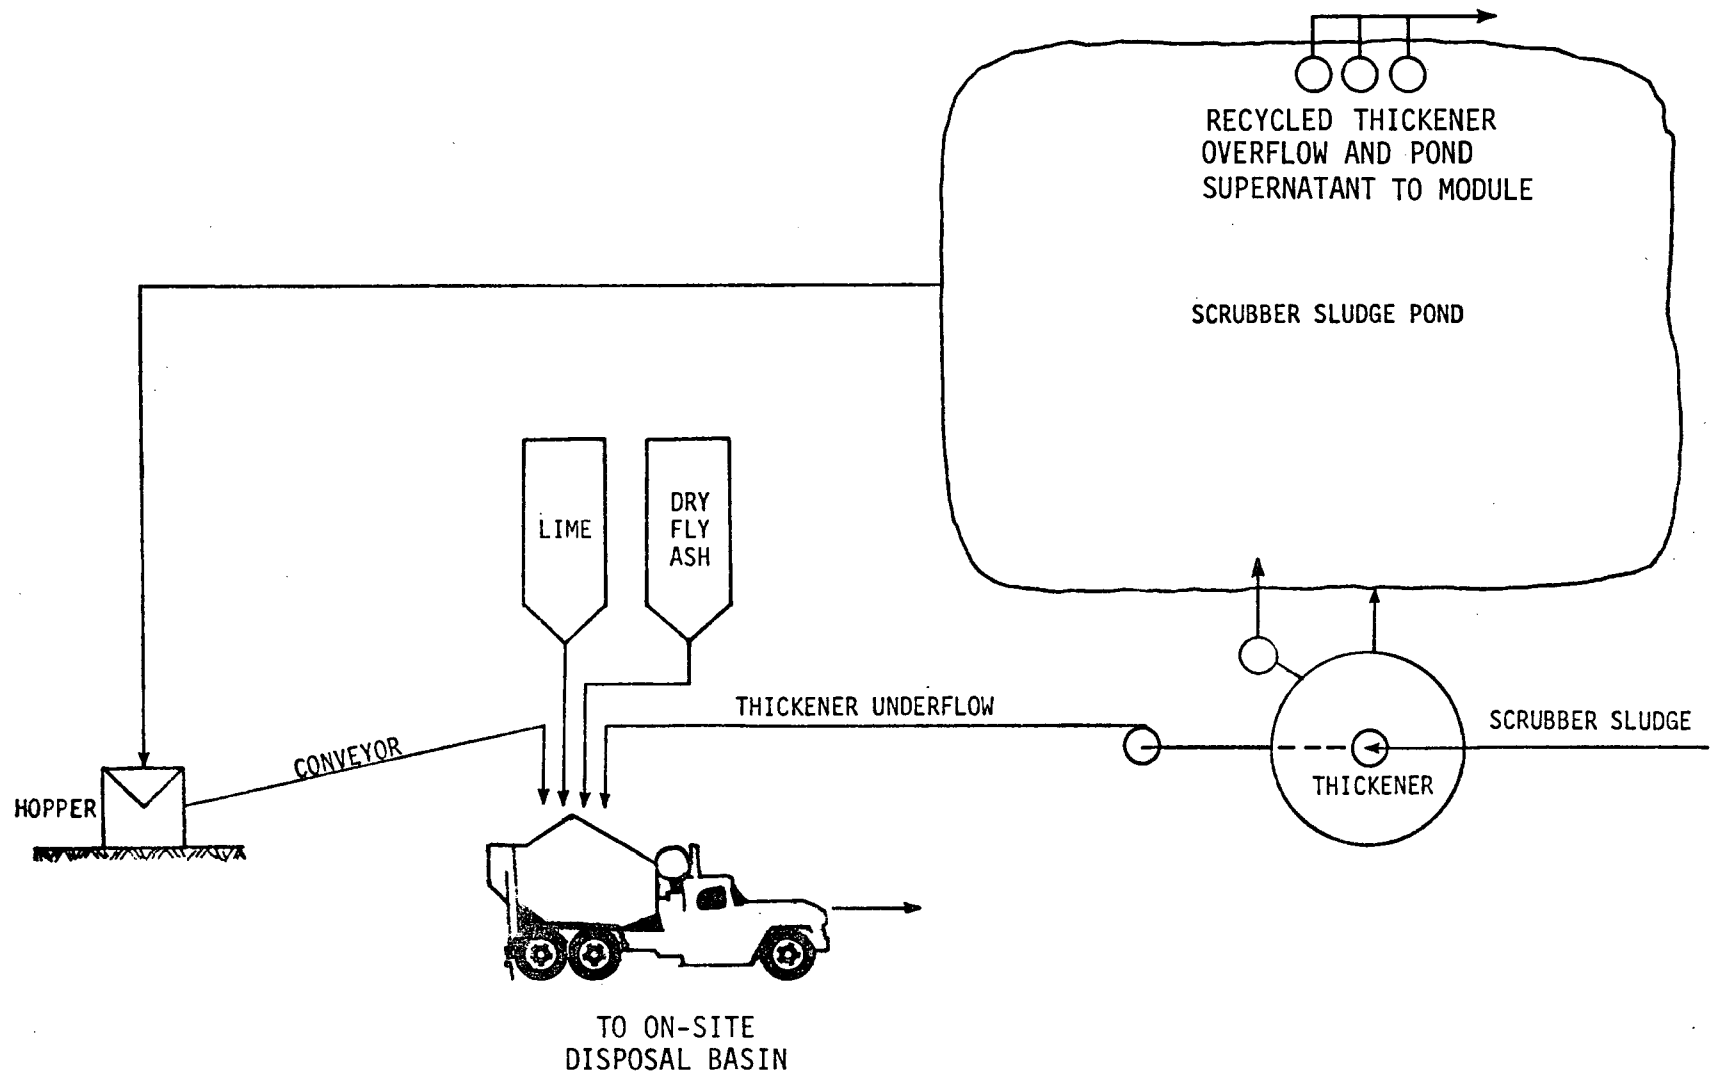 RECYCLED THICKENER
OVERFLOW AND POND
SUPERNATANT TO MODULE
SCRUBBER SLUDGE POND
LIME
DRY
FLY
ASH
THICKENER UNDERFLOW
SCRUBBER SLUDGE
CONVEYOR
THICKENER
HOPPER
TO ON-SITE
DISPOSAL BASIN